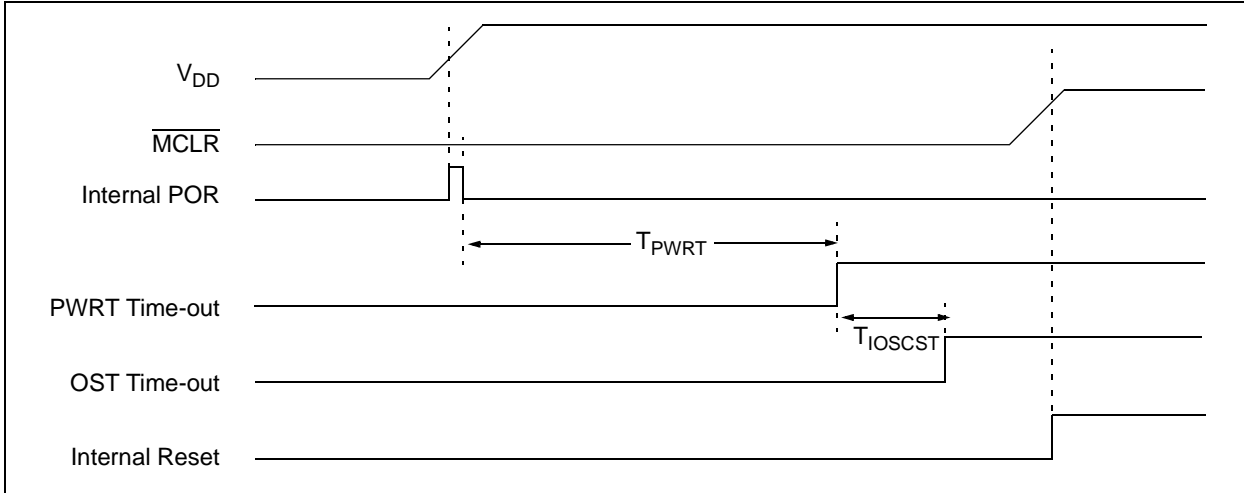 VDD
MCLR
Internal POR
TPWRT
PWRT Time-out
TIOSCST
OST Time-out
Internal Reset